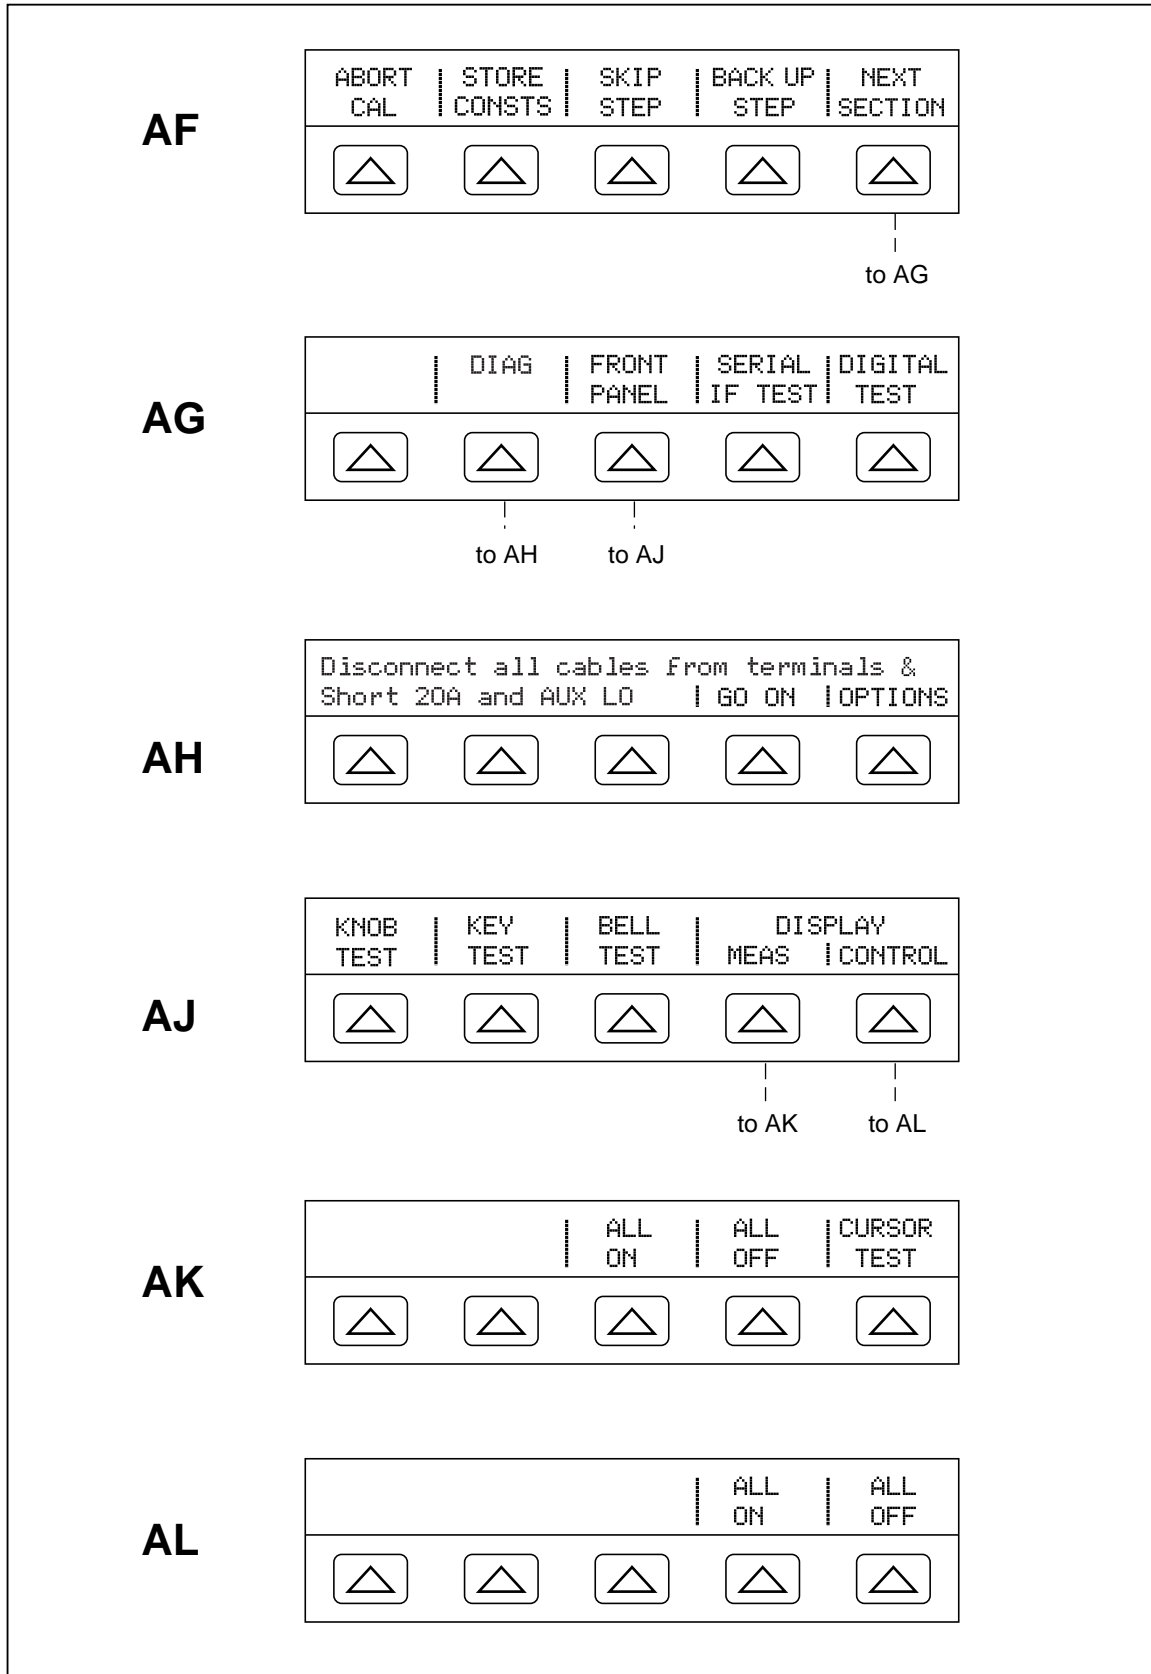 AF
ABORT STORE SKIP BACK UP NEXT
CAL CONSTS STEP STEP SECTION
to AG
AG
DIAG FRONT SERIAL DIGITAL
PANEL IF TEST TEST
to AH to AJ
AH
Disconnect all cables from terminals &
Short 20A and AUX LO GO ON OPTIONS
AJ
KNOB KEY BELL DISPLAY
TEST TEST TEST MEAS CONTROL
to AK to AL
AK
ALL ALL CURSOR
ON OFF TEST
AL
ALL ALL
ON OFF